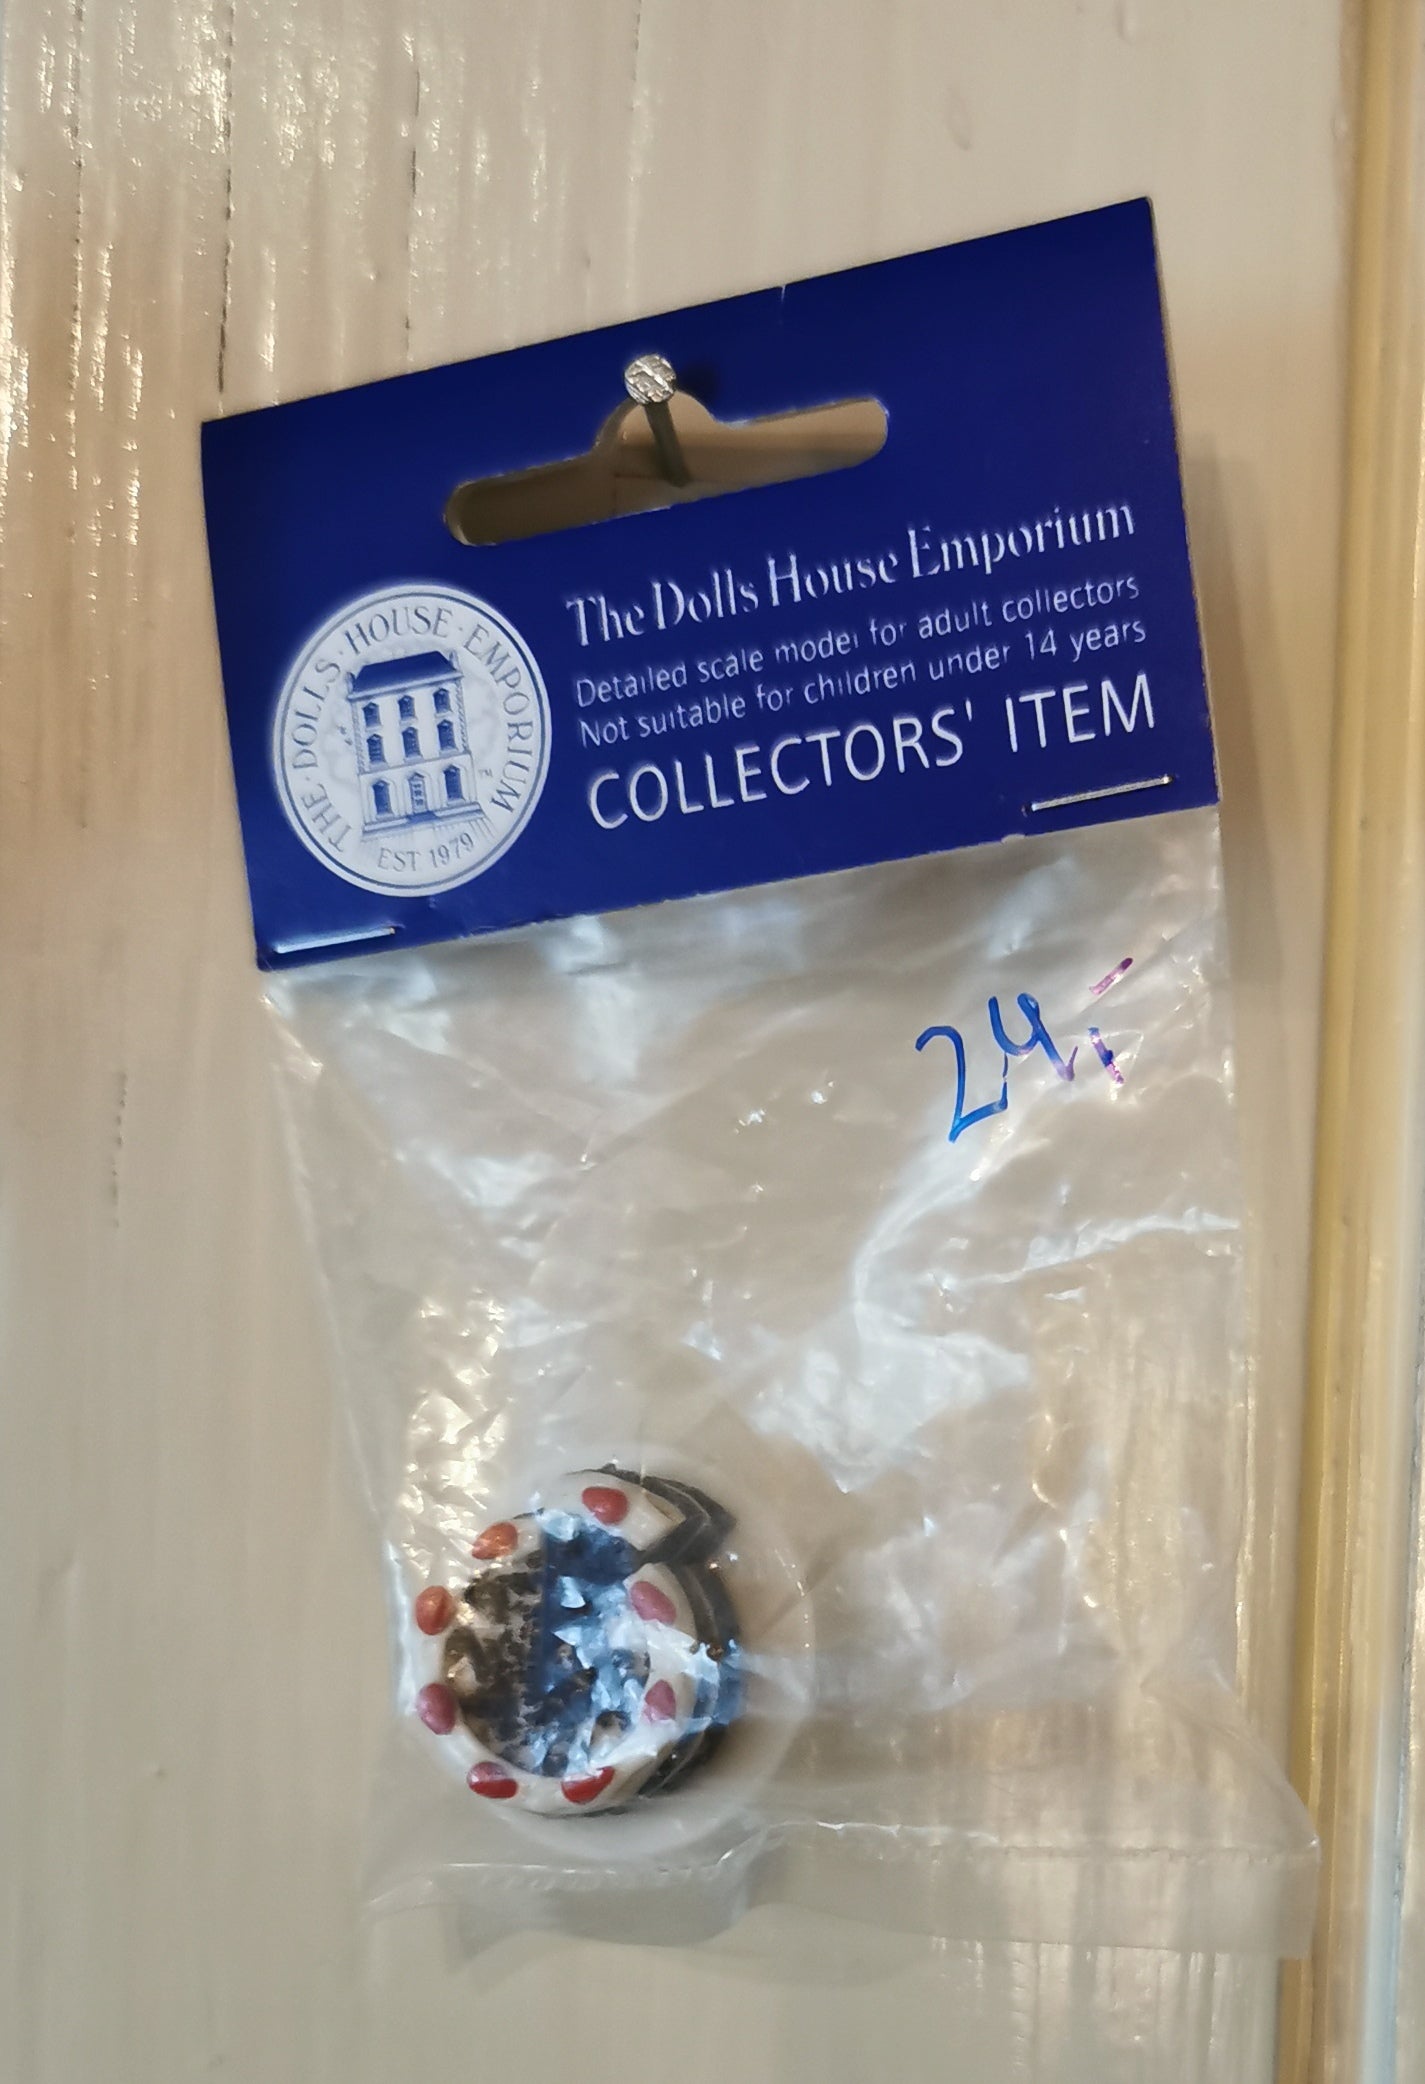 The Dolls House Emporium
Detailed scale model for adult collectors
Not suitable for children under 14 years
COLLECTORS' ITEM
THE · DOLLS · HOUSE · EMPORIUM
EST 1979
24,-